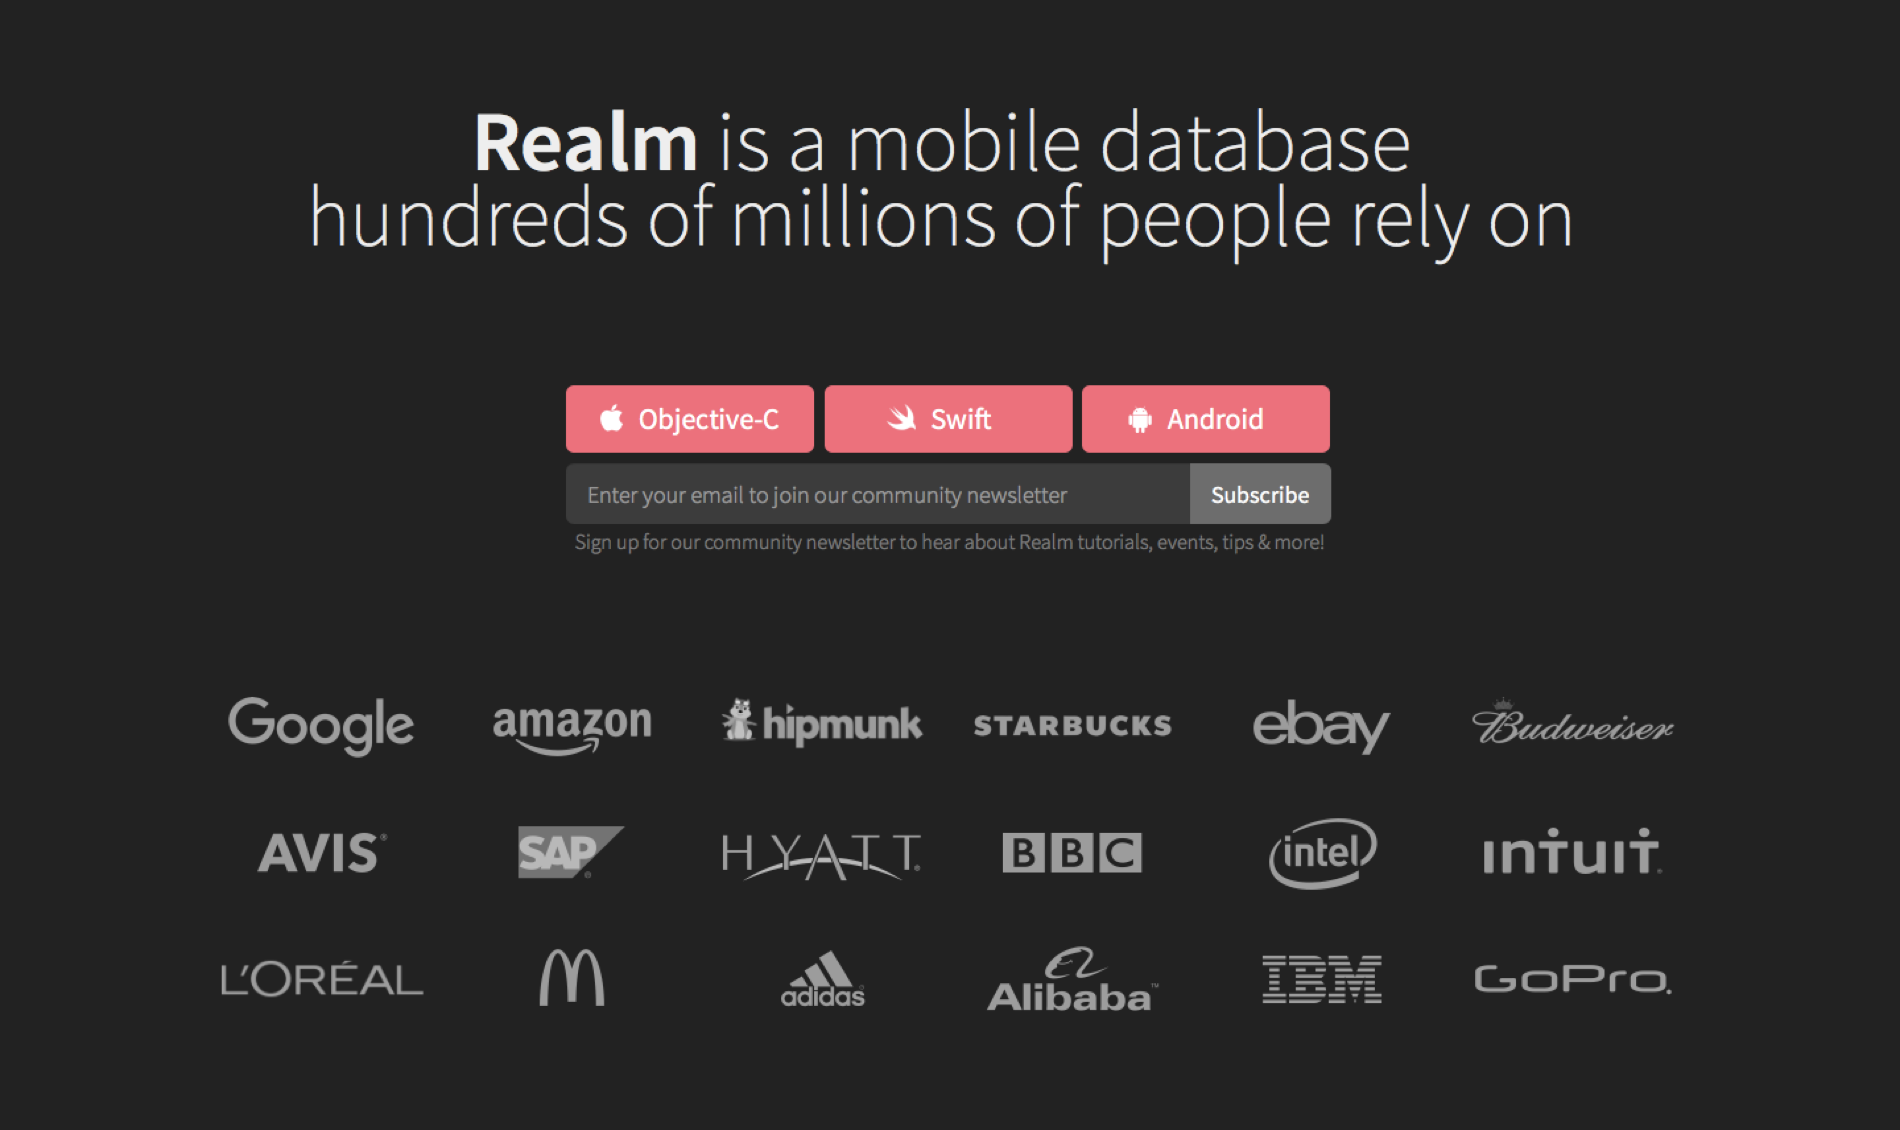 Realm is a mobile database
hundreds of millions of people rely on
Objective-C Swift Android
Enter your email to join our community newsletter Subscribe
Sign up for our community newsletter to hear about Realm tutorials, events, tips & more!
Google amazon hipmunk STARBUCKS ebay Budweiser
AVIS® SAP® HYATT® BBC intel intuit®
L'ORÉAL M adidas Alibaba™ IBM GoPro.